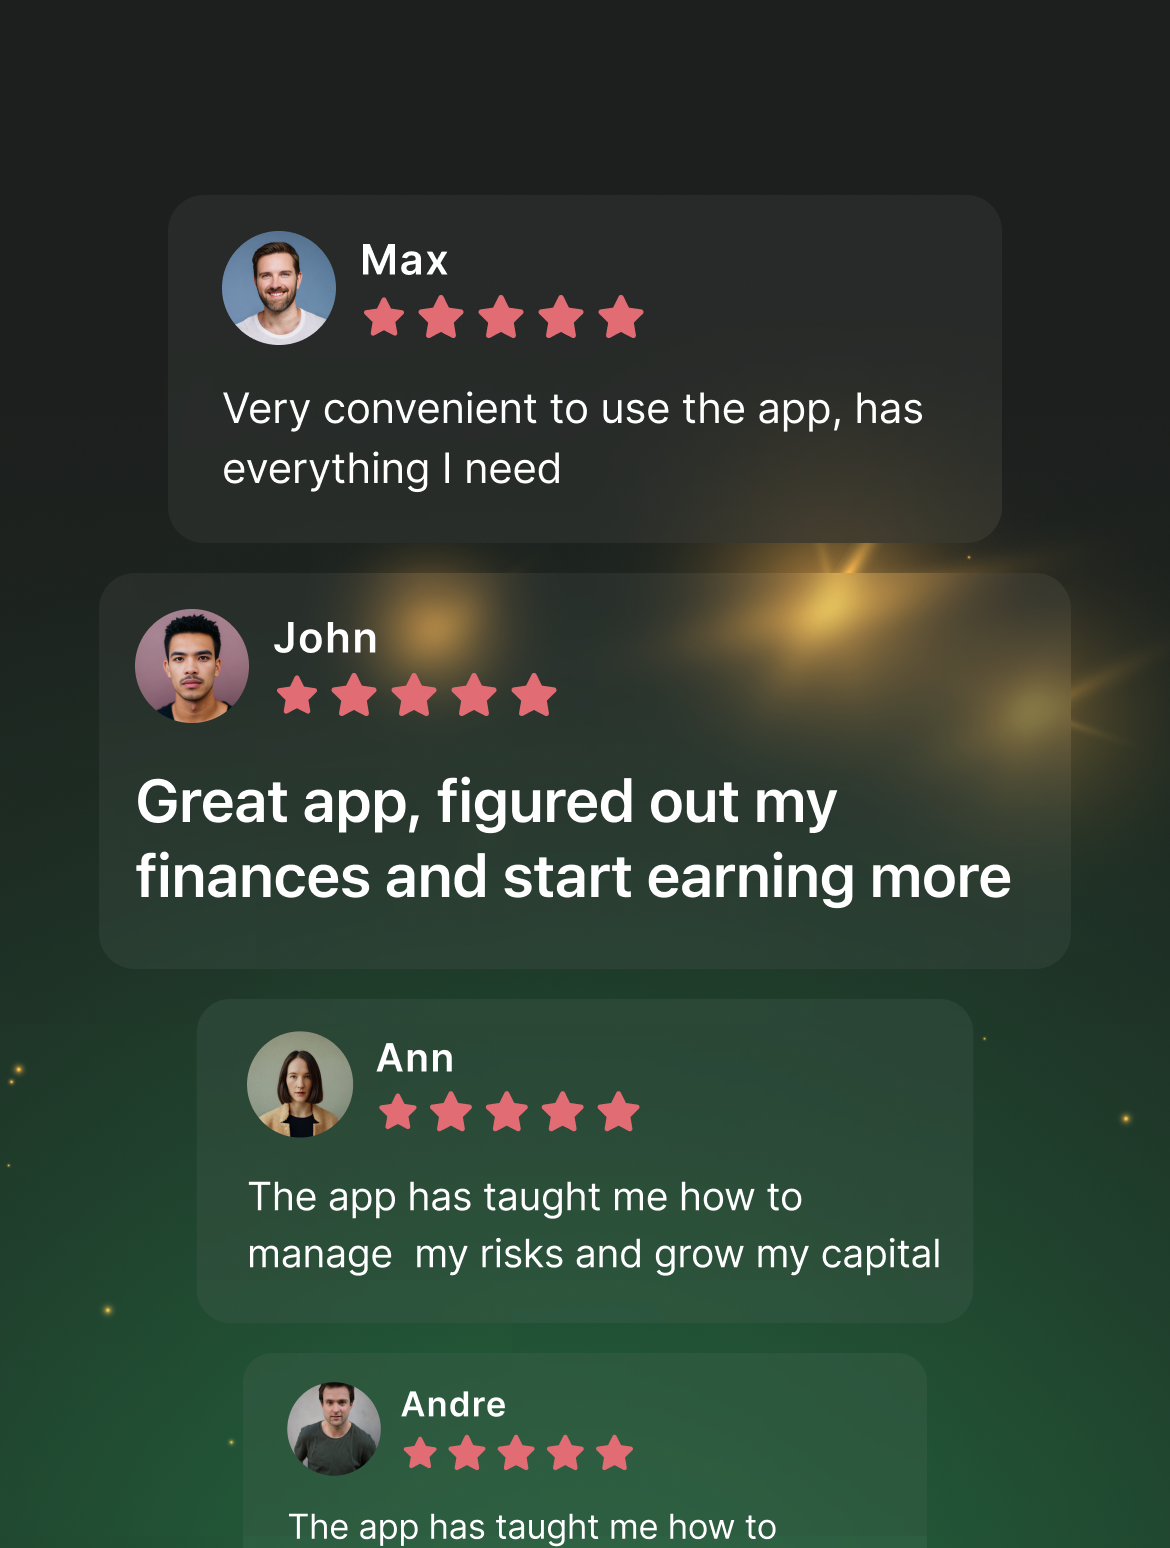 Max
Very convenient to use the app, has
everything I need
John
Great app, figured out my
finances and start earning more
Ann
The app has taught me how to
manage  my risks and grow my capital
Andre
The app has taught me how to